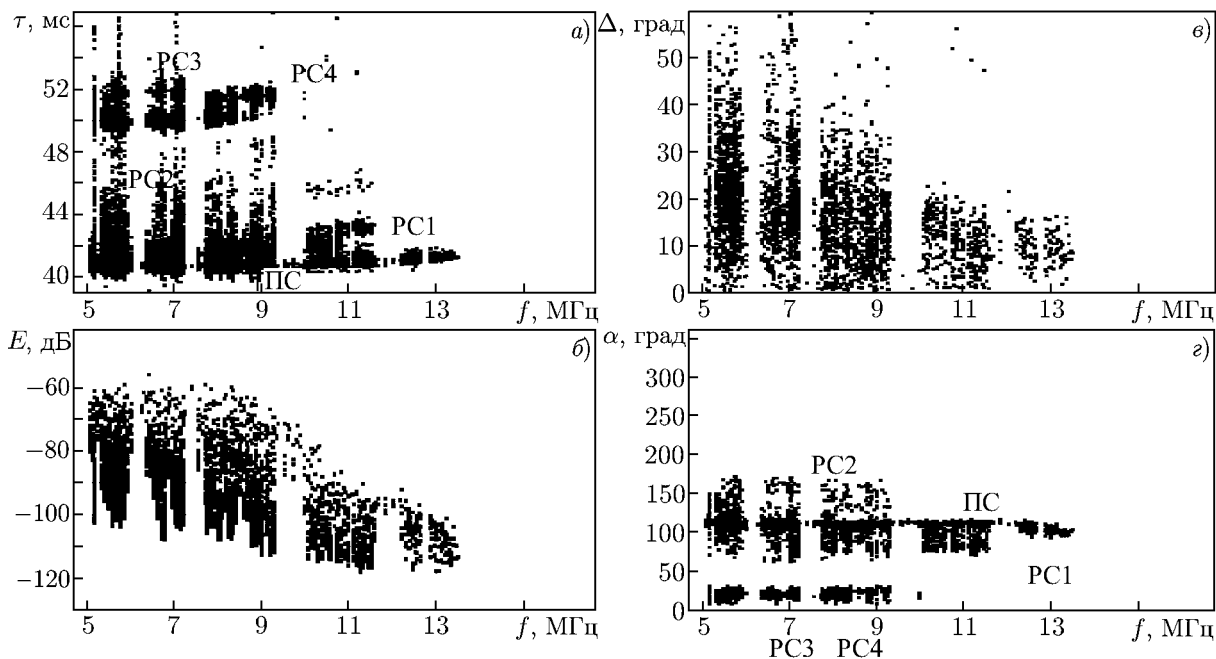 τ, мс
а)
РС3
РС4
52
48
РС2
44
РС1
40
ПС
5 7 9 11 13 f, МГц
Δ, град
в)
50
40
30
20
10
0
5 7 9 11 13 f, МГц
E, дБ
б)
−60
−80
−100
−120
5 7 9 11 13 f, МГц
α, град
г)
300
250
200
РС2
150
ПС
100
50
РС1
0
5 7 9 11 13 f, МГц
РС3 РС4